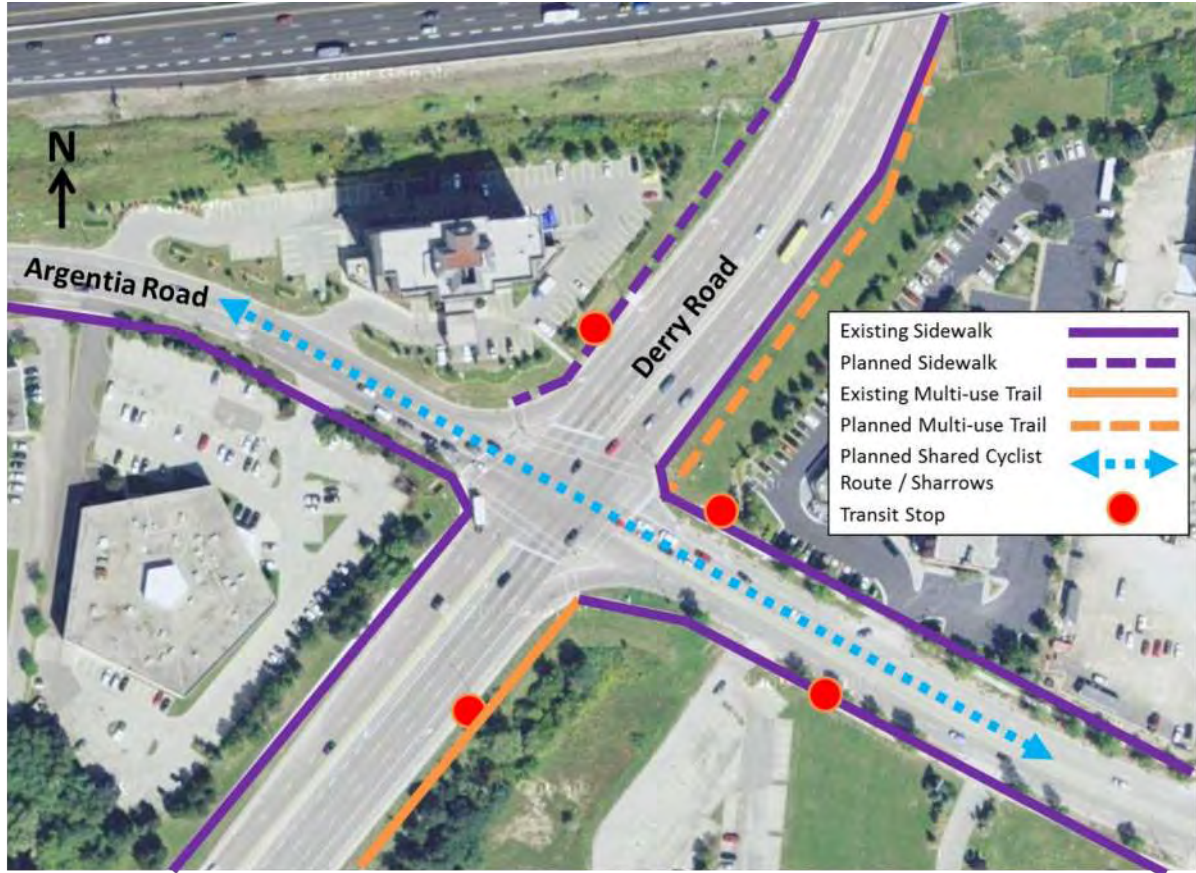 N
Argentia Road
Derry Road
Existing Sidewalk
Planned Sidewalk
Existing Multi-use Trail
Planned Multi-use Trail
Planned Shared Cyclist
Route / Sharrows
Transit Stop